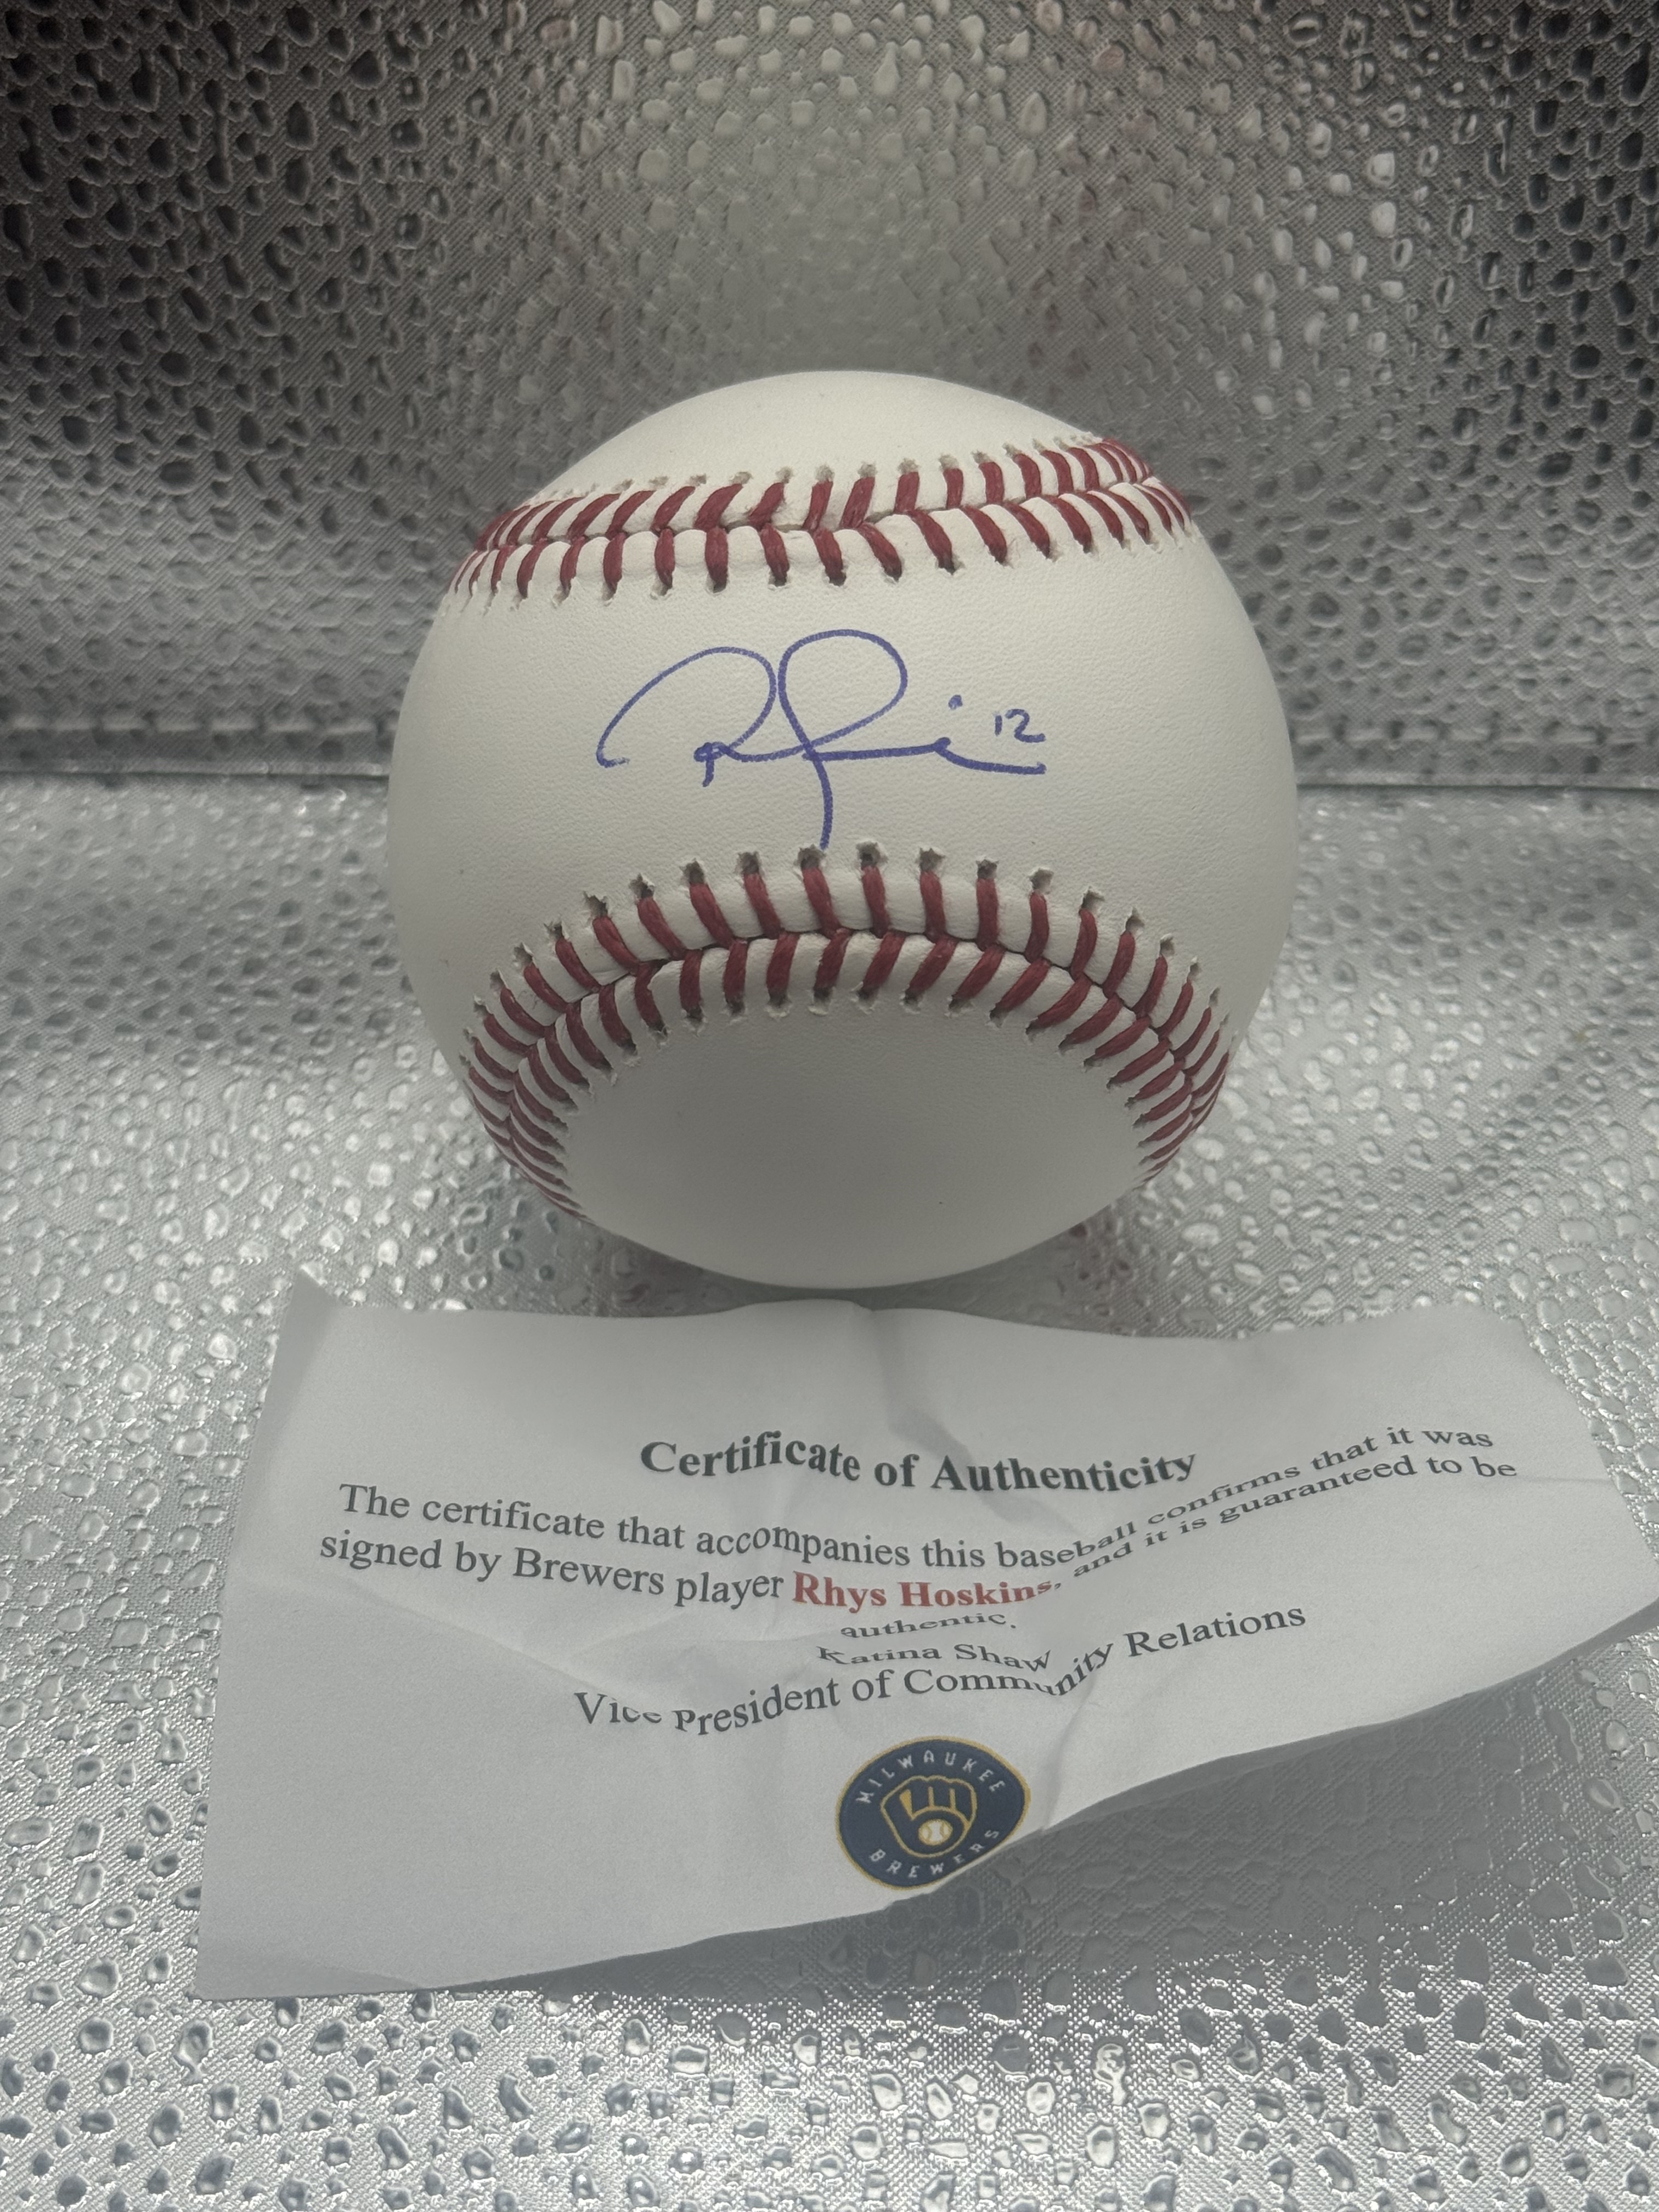 12
Certificate of Authenticity
The certificate that accompanies this baseball confirms that it was
signed by Brewers player Rhys Hoskins, and it is guaranteed to be
authentic.
Katina Shaw
Vice President of Community Relations
MILWAUKEE
BREWERS